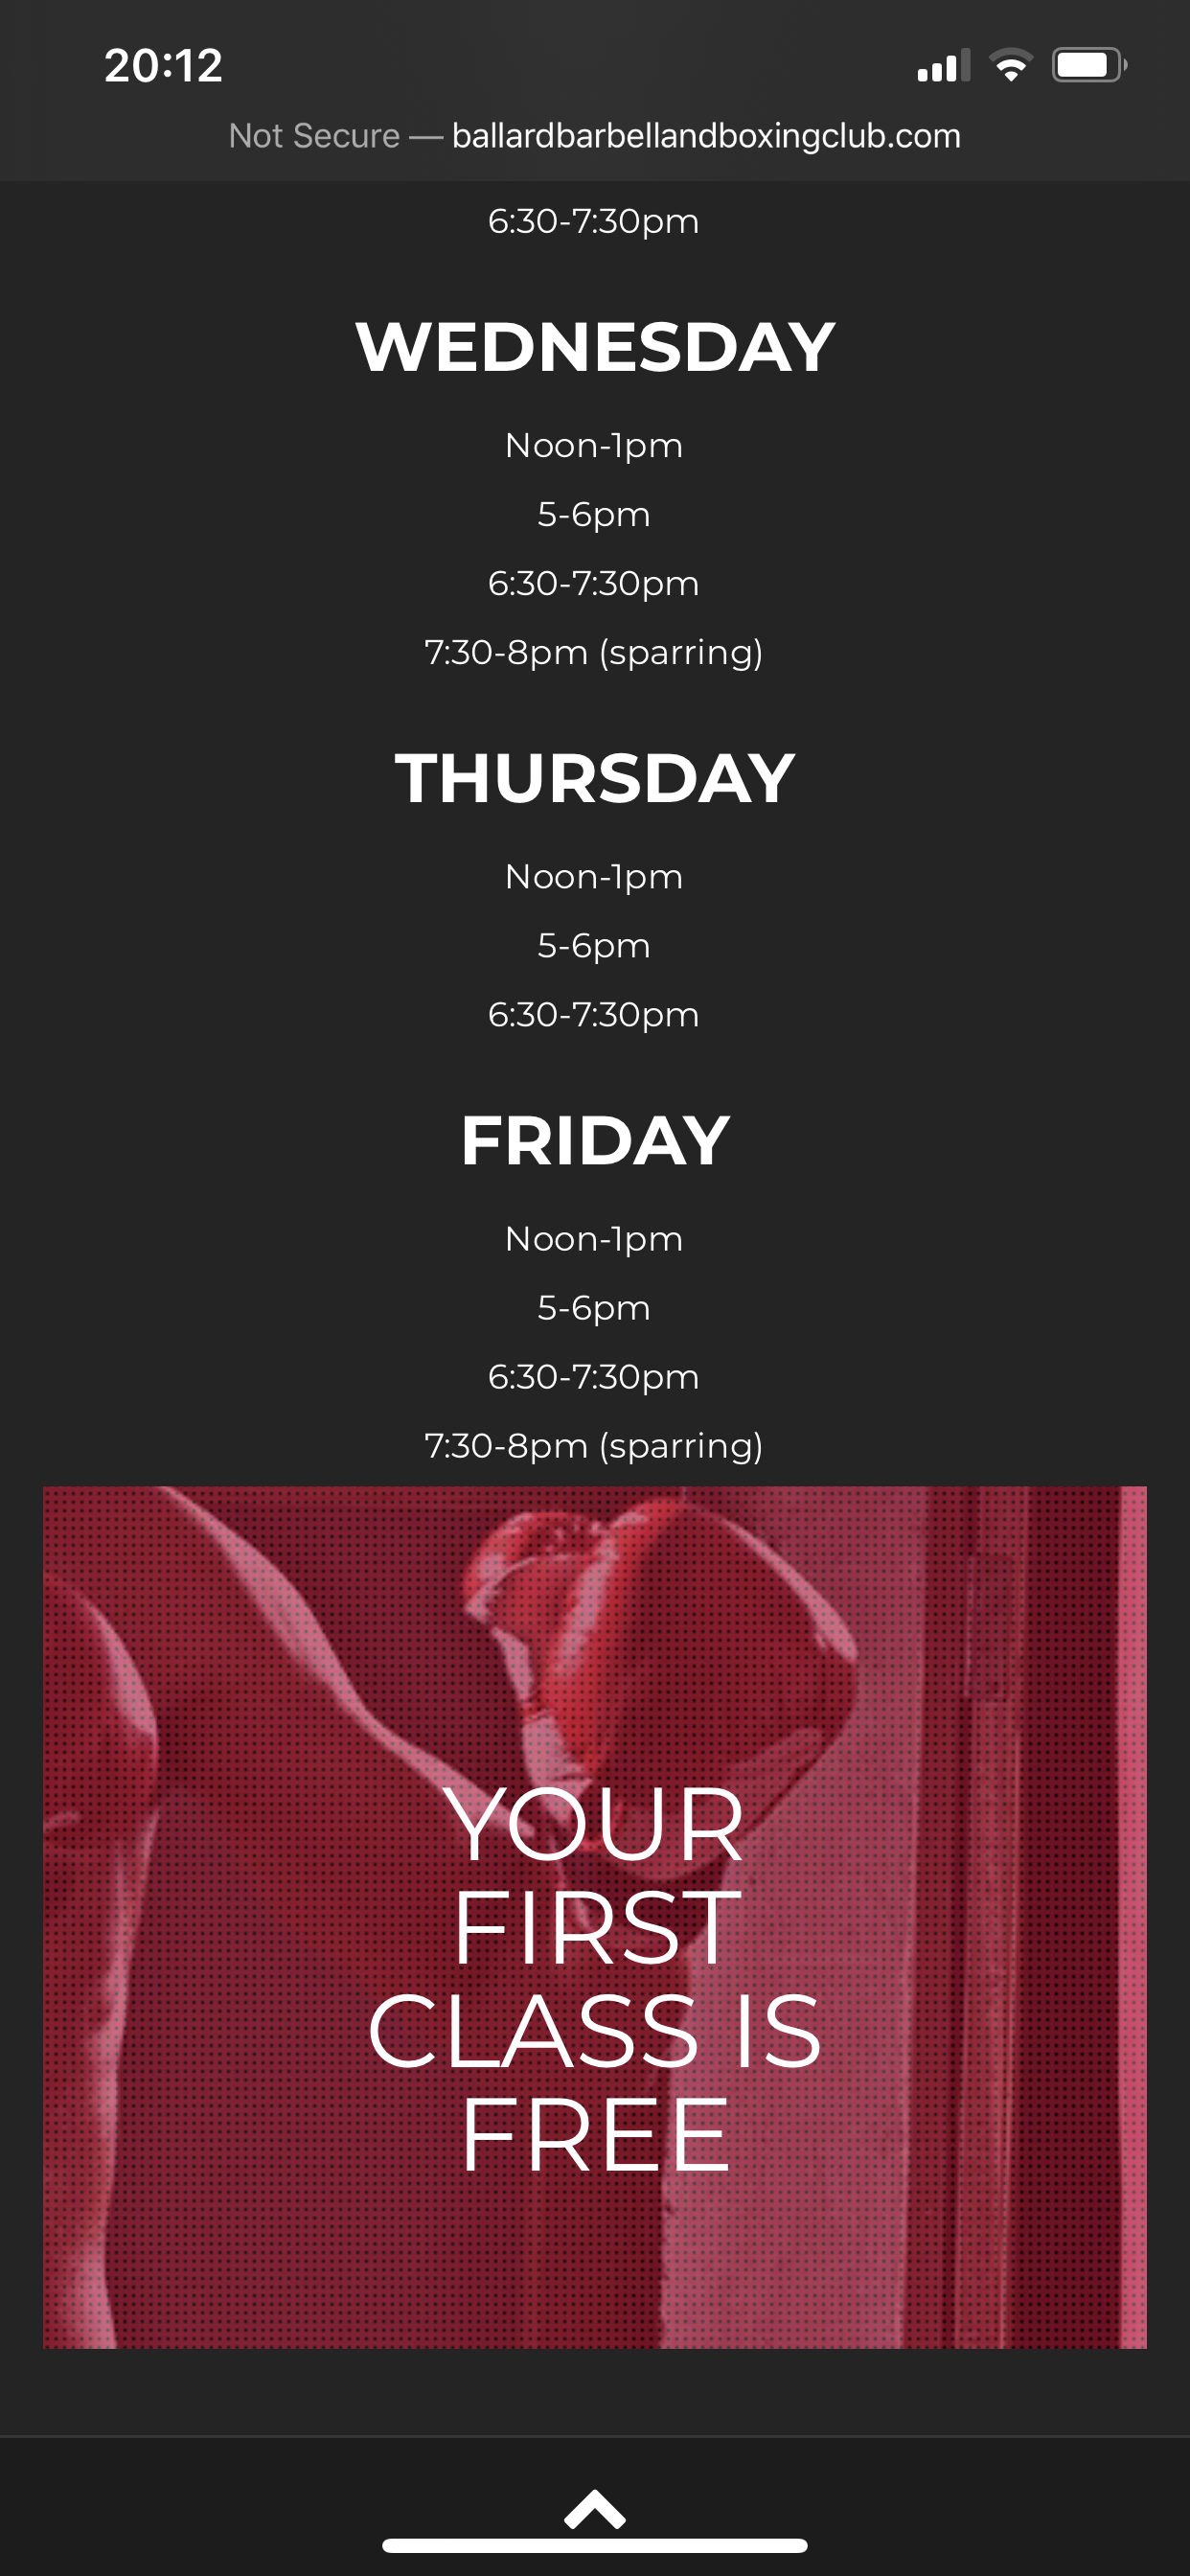 20:12
Not Secure — ballardbarbellandboxingclub.com
6:30-7:30pm
WEDNESDAY
Noon-1pm
5-6pm
6:30-7:30pm
7:30-8pm (sparring)
THURSDAY
Noon-1pm
5-6pm
6:30-7:30pm
FRIDAY
Noon-1pm
5-6pm
6:30-7:30pm
7:30-8pm (sparring)
YOUR
FIRST
CLASS IS
FREE